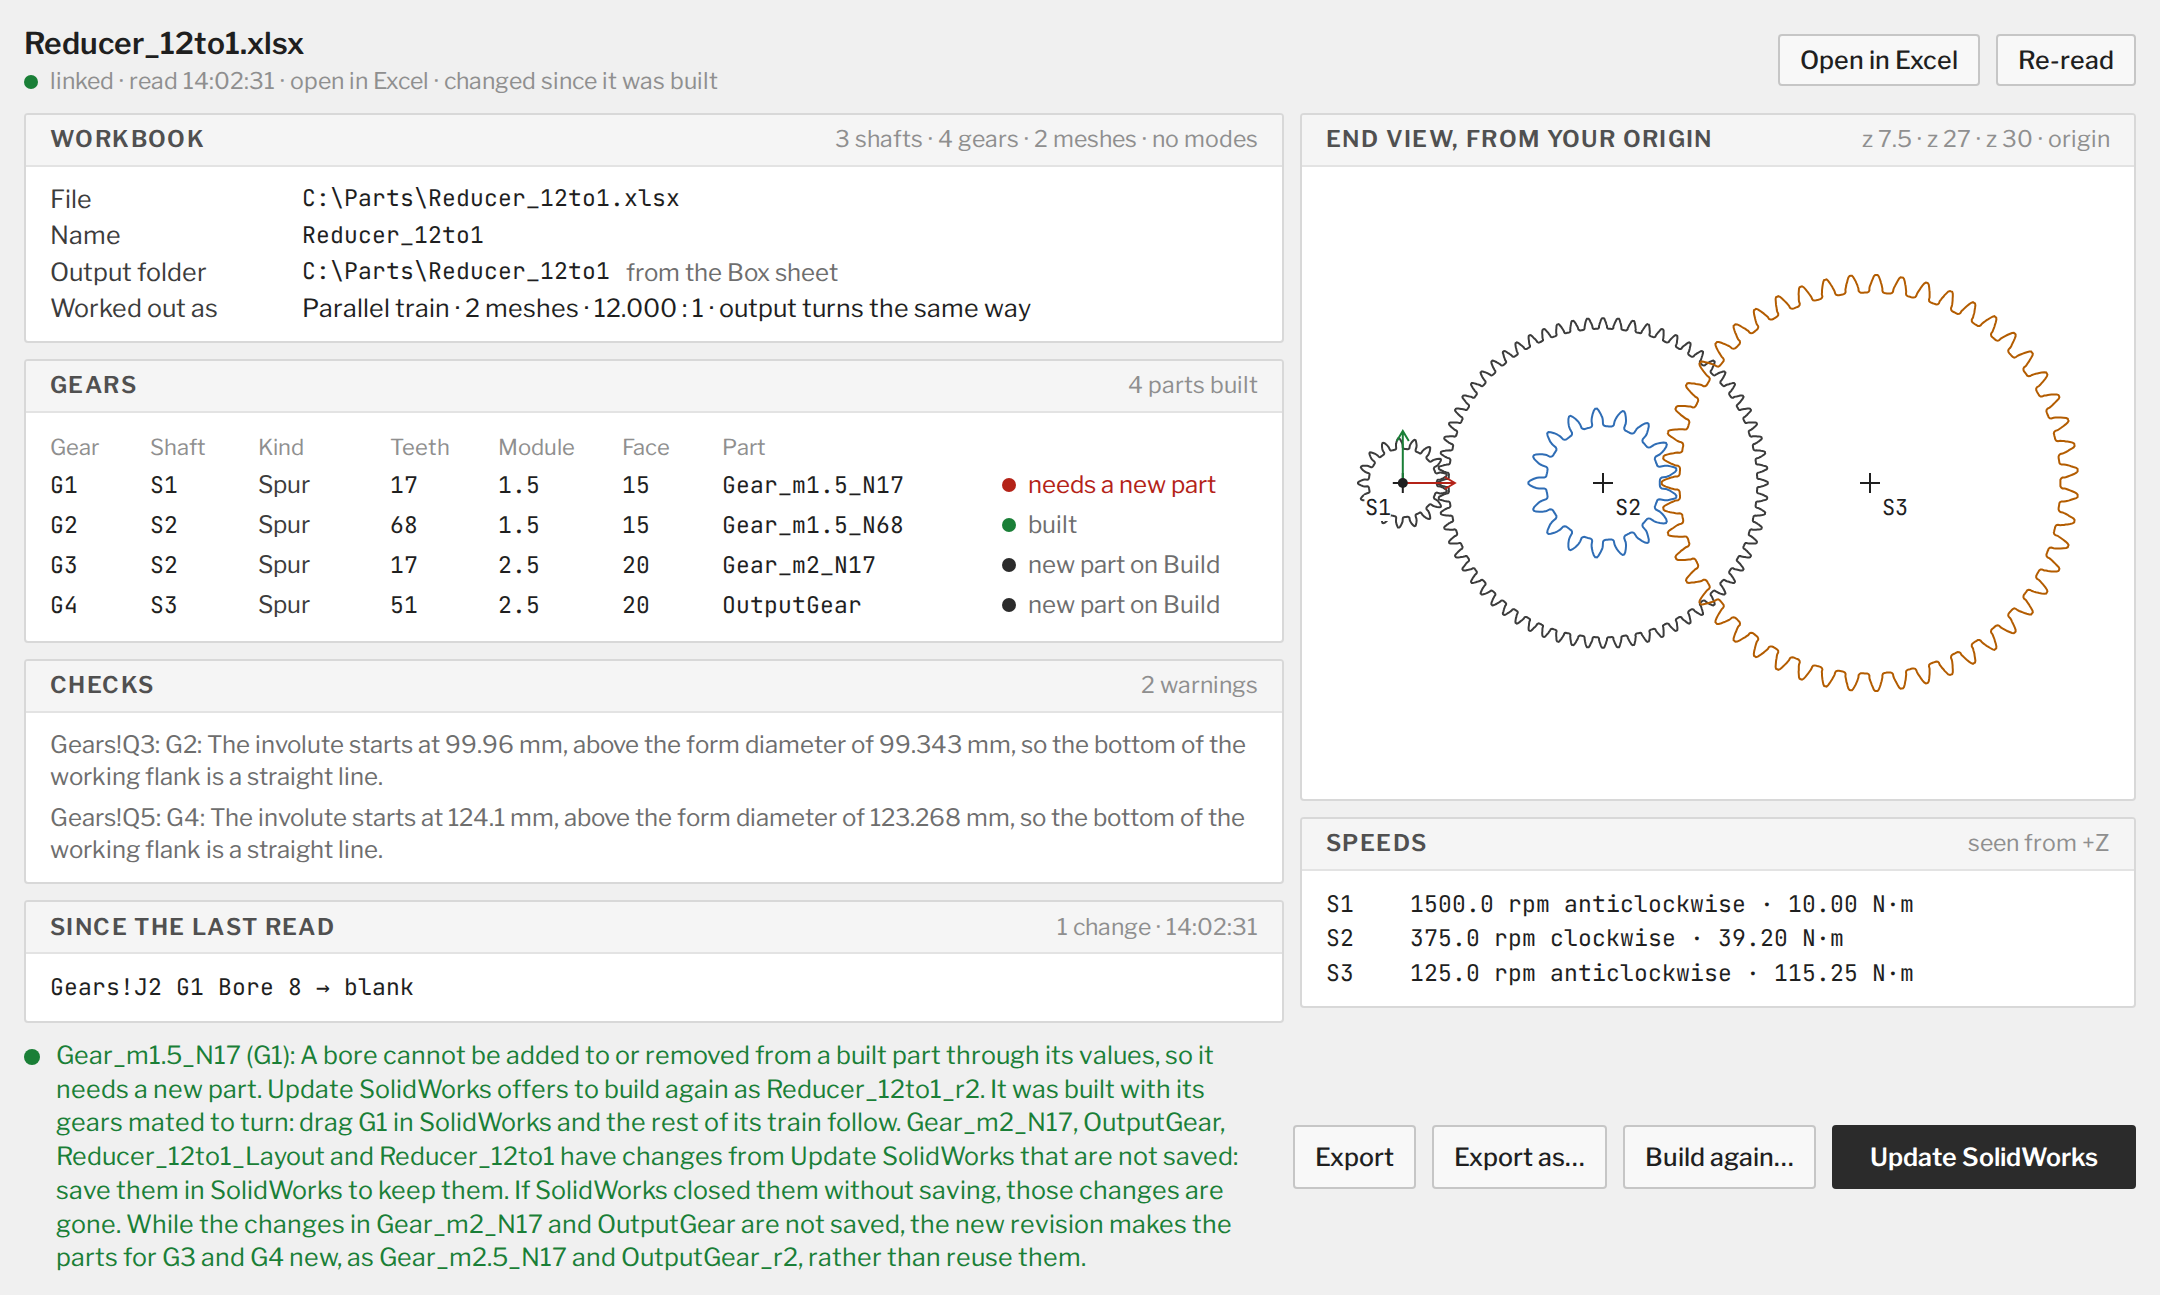 Reducer_12to1.xlsx
linked · read 14:02:31 · open in Excel · changed since it was built
Open in Excel
Re-read
WORKBOOK
3 shafts · 4 gears · 2 meshes · no modes
File C:\Parts\Reducer_12to1.xlsx
Name Reducer_12to1
Output folder C:\Parts\Reducer_12to1 from the Box sheet
Worked out as Parallel train · 2 meshes · 12.000 : 1 · output turns the same way
GEARS
4 parts built
Gear Shaft Kind Teeth Module Face Part
G1 S1 Spur 17 1.5 15 Gear_m1.5_N17 needs a new part
G2 S2 Spur 68 1.5 15 Gear_m1.5_N68 built
G3 S2 Spur 17 2.5 20 Gear_m2_N17 new part on Build
G4 S3 Spur 51 2.5 20 OutputGear new part on Build
CHECKS
2 warnings
Gears!Q3: G2: The involute starts at 99.96 mm, above the form diameter of 99.343 mm, so the bottom of the
working flank is a straight line.
Gears!Q5: G4: The involute starts at 124.1 mm, above the form diameter of 123.268 mm, so the bottom of the
working flank is a straight line.
SINCE THE LAST READ
1 change · 14:02:31
Gears!J2 G1 Bore 8 → blank
Gear_m1.5_N17 (G1): A bore cannot be added to or removed from a built part through its values, so it
needs a new part. Update SolidWorks offers to build again as Reducer_12to1_r2. It was built with its
gears mated to turn: drag G1 in SolidWorks and the rest of its train follow. Gear_m2_N17, OutputGear,
Reducer_12to1_Layout and Reducer_12to1 have changes from Update SolidWorks that are not saved:
save them in SolidWorks to keep them. If SolidWorks closed them without saving, those changes are
gone. While the changes in Gear_m2_N17 and OutputGear are not saved, the new revision makes the
parts for G3 and G4 new, as Gear_m2.5_N17 and OutputGear_r2, rather than reuse them.
END VIEW, FROM YOUR ORIGIN
z 7.5 · z 27 · z 30 · origin
S1
S2
S3
SPEEDS
seen from +Z
S1 1500.0 rpm anticlockwise · 10.00 N·m
S2 375.0 rpm clockwise · 39.20 N·m
S3 125.0 rpm anticlockwise · 115.25 N·m
Export
Export as...
Build again...
Update SolidWorks